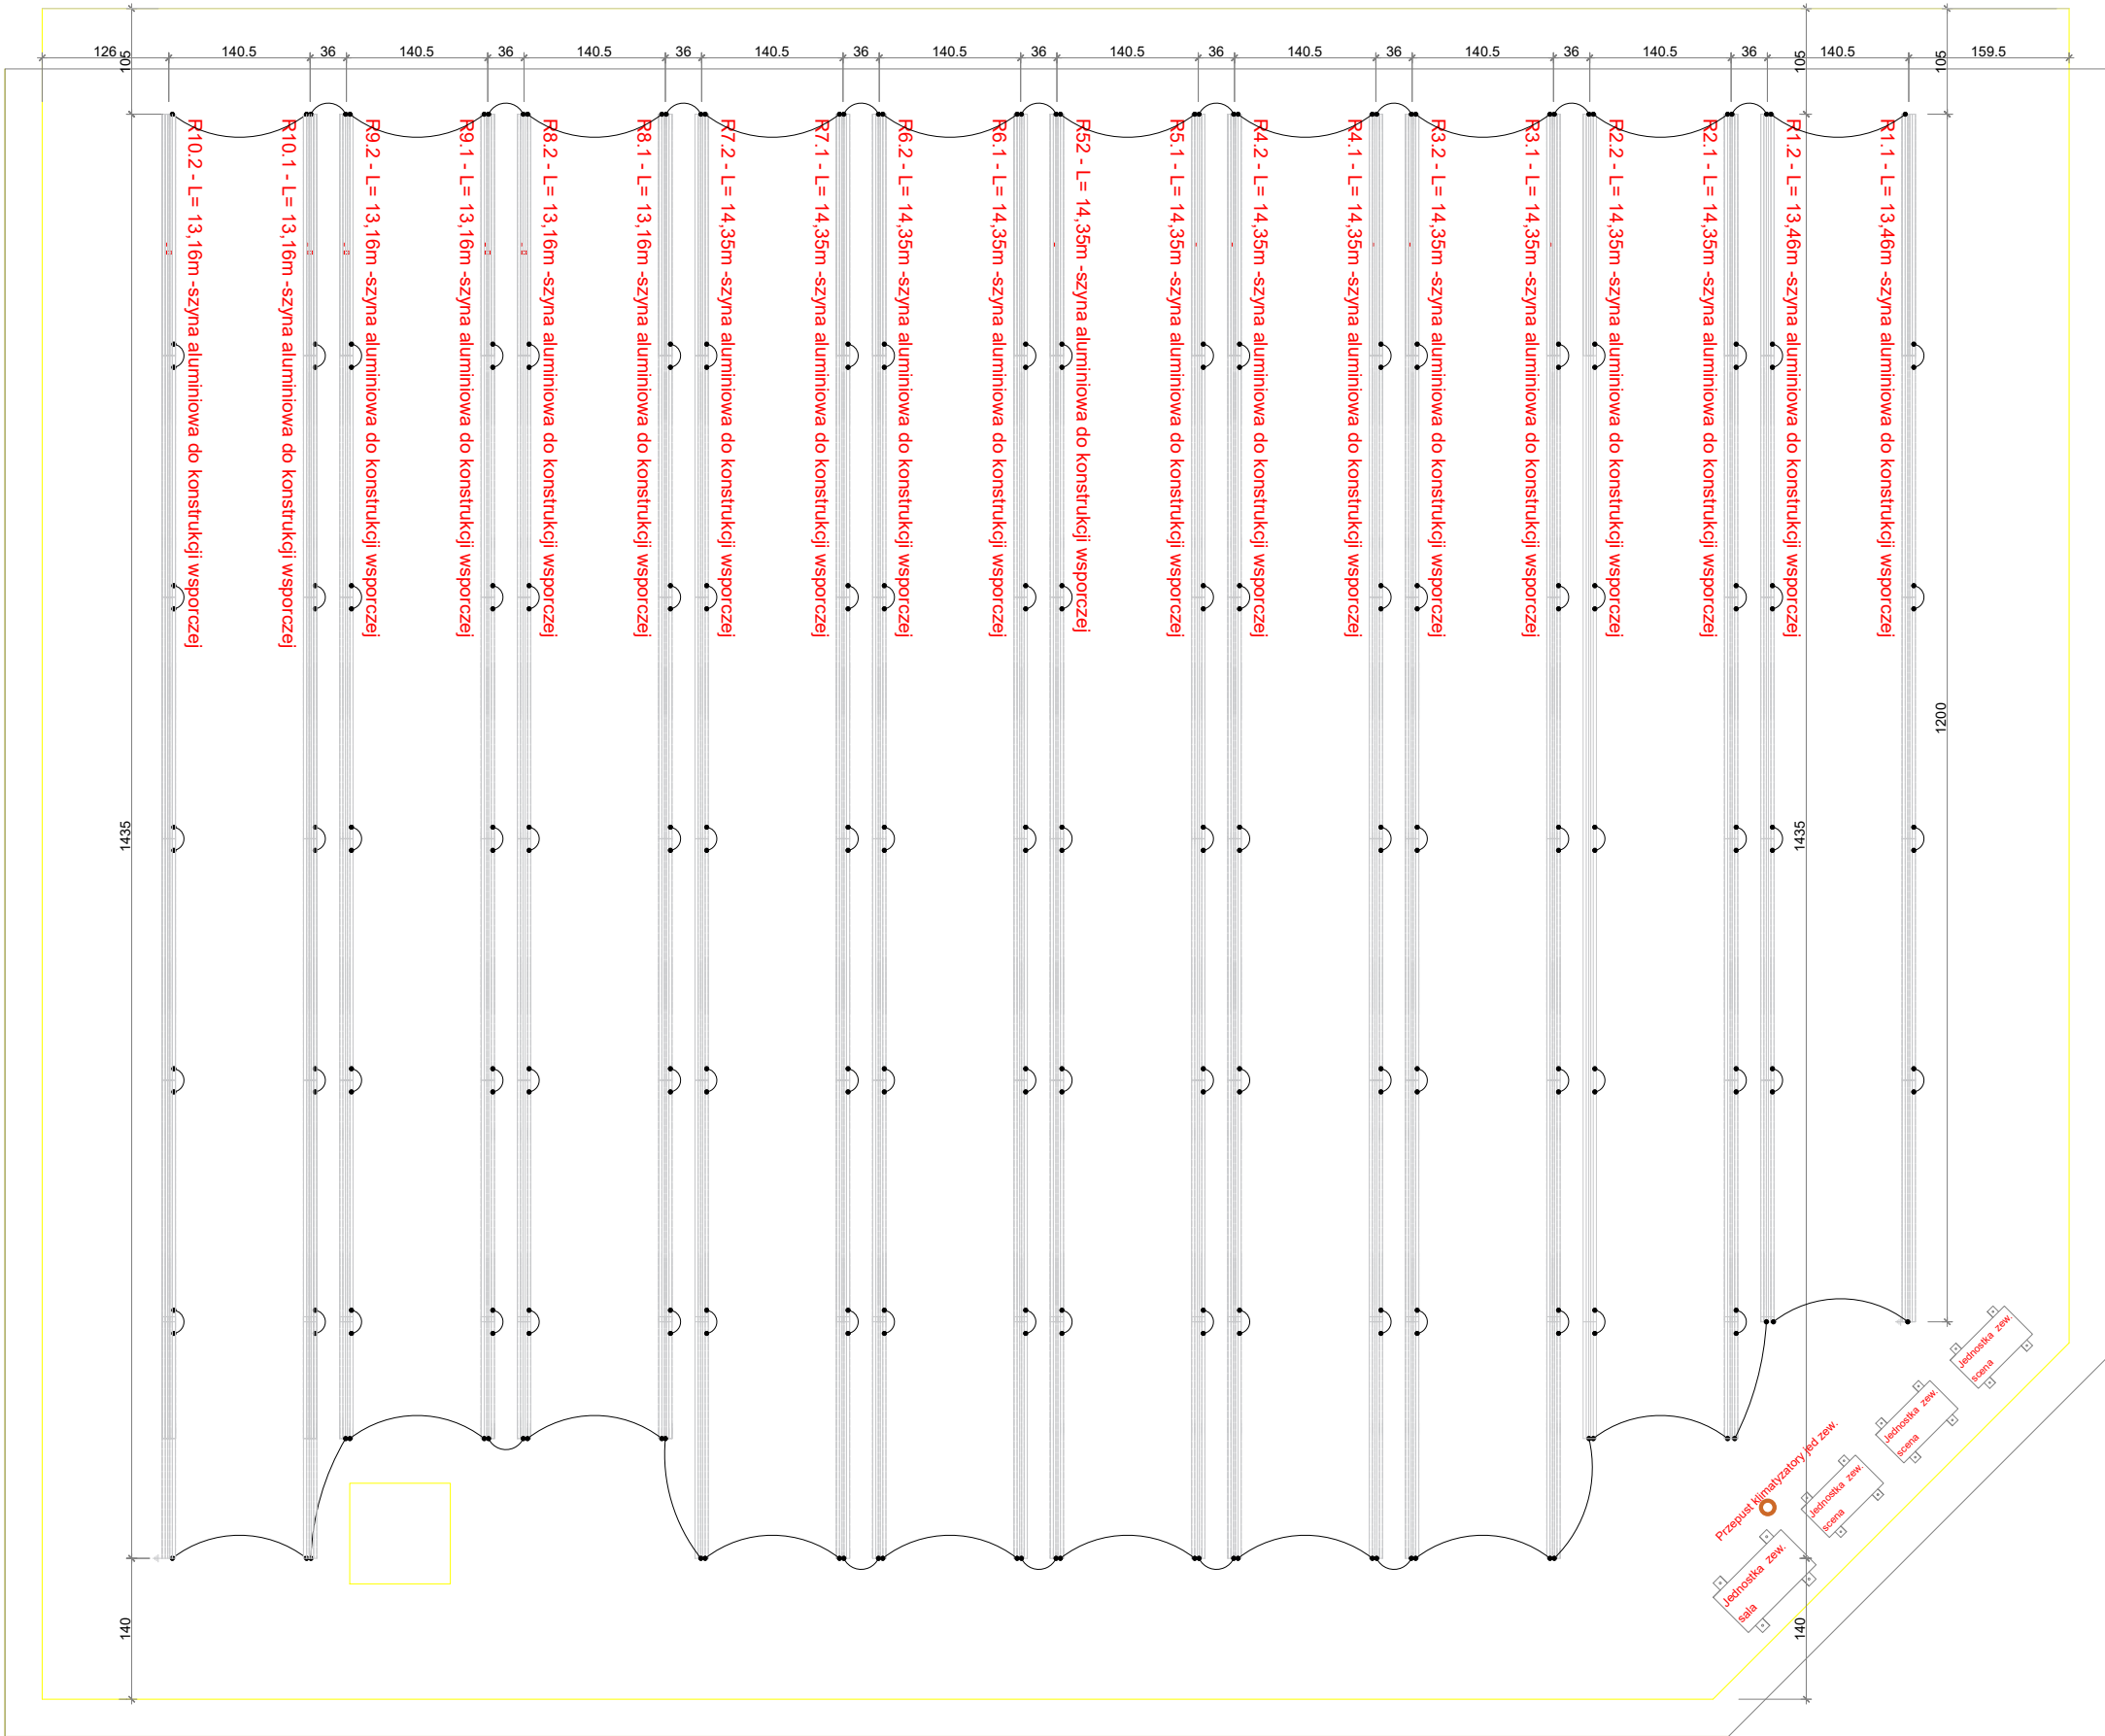 126 140.5 36 140.5 36 140.5 36 140.5 36 140.5 36 140.5 36 140.5 36 140.5 36 140.5 36 140.5 159.5
105
105
105
R10.2 - L= 13,16m -szyna aluminiowa do konstrukcji wsporczej
R10.1 - L= 13,16m -szyna aluminiowa do konstrukcji wsporczej
R9.2 - L= 13,16m -szyna aluminiowa do konstrukcji wsporczej
R9.1 - L= 13,16m -szyna aluminiowa do konstrukcji wsporczej
R8.2 - L= 13,16m -szyna aluminiowa do konstrukcji wsporczej
R8.1 - L= 13,16m -szyna aluminiowa do konstrukcji wsporczej
R7.2 - L= 14,35m -szyna aluminiowa do konstrukcji wsporczej
R7.1 - L= 14,35m -szyna aluminiowa do konstrukcji wsporczej
R6.2 - L= 14,35m -szyna aluminiowa do konstrukcji wsporczej
R6.1 - L= 14,35m -szyna aluminiowa do konstrukcji wsporczej
R52 - L= 14,35m -szyna aluminiowa do konstrukcji wsporczej
R5.1 - L= 14,35m -szyna aluminiowa do konstrukcji wsporczej
R4.2 - L= 14,35m -szyna aluminiowa do konstrukcji wsporczej
R4.1 - L= 14,35m -szyna aluminiowa do konstrukcji wsporczej
R3.2 - L= 14,35m -szyna aluminiowa do konstrukcji wsporczej
R3.1 - L= 14,35m -szyna aluminiowa do konstrukcji wsporczej
R2.2 - L= 14,35m -szyna aluminiowa do konstrukcji wsporczej
R2.1 - L= 14,35m -szyna aluminiowa do konstrukcji wsporczej
R1.2 - L= 13,46m -szyna aluminiowa do konstrukcji wsporczej
R1.1 - L= 13,46m -szyna aluminiowa do konstrukcji wsporczej
1200
1435
1435
Jednostka zew.
scena
Jednostka zew.
scena
Jednostka zew.
scena
Przepust klimatyzatory jed zew.
Jednostka zew.
sala
140
140